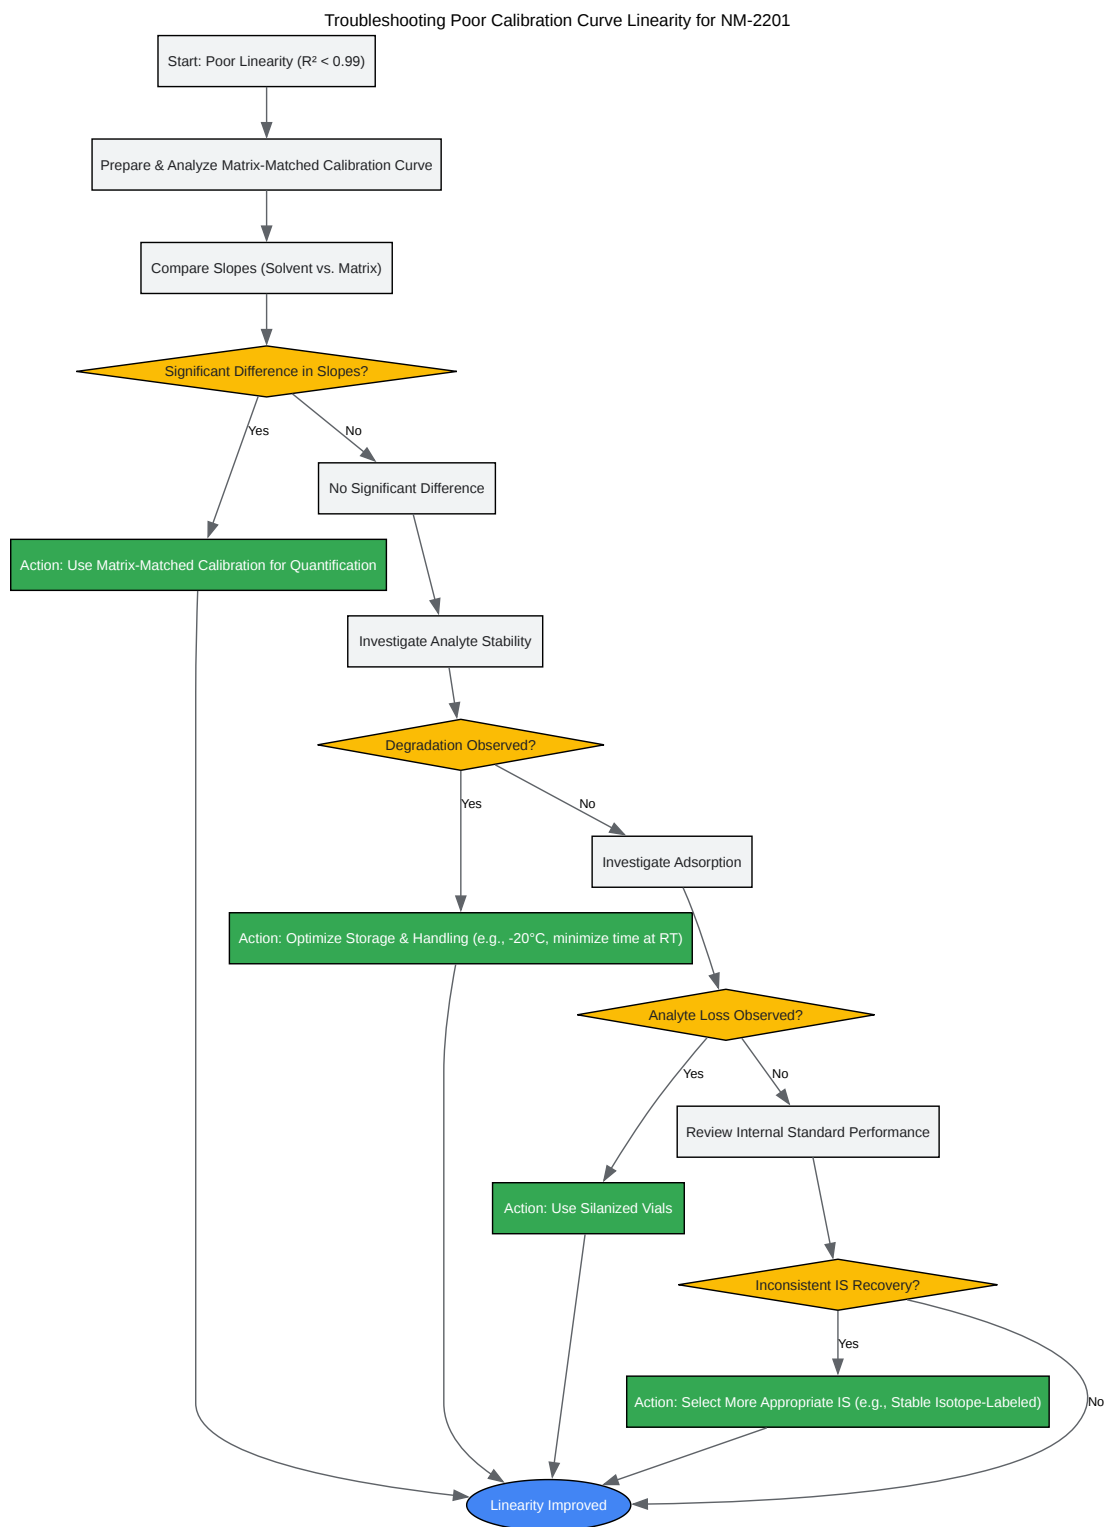 Troubleshooting Poor Calibration Curve Linearity for NM-2201
Start: Poor Linearity (R² < 0.99)
Prepare & Analyze Matrix-Matched Calibration Curve
Compare Slopes (Solvent vs. Matrix)
Significant Difference in Slopes?
Yes
No
No Significant Difference
Action: Use Matrix-Matched Calibration for Quantification
Investigate Analyte Stability
Degradation Observed?
Yes
No
Investigate Adsorption
Action: Optimize Storage & Handling (e.g., -20°C, minimize time at RT)
Analyte Loss Observed?
Yes
No
Review Internal Standard Performance
Action: Use Silanized Vials
Inconsistent IS Recovery?
Yes
No
Action: Select More Appropriate IS (e.g., Stable Isotope-Labeled)
Linearity Improved